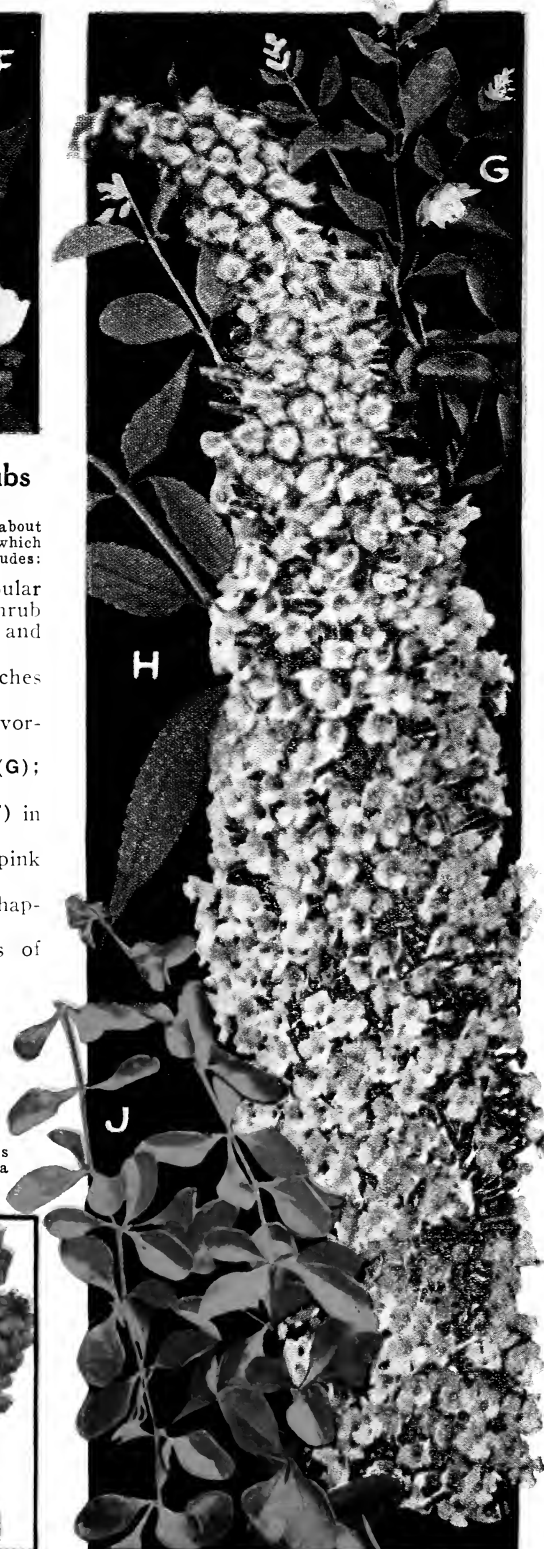 F
G
ubs
about
which
udes:
ular
hrub
and
H
ches
vor-
(G);
) in
pink
hap-
s of
J
s
a